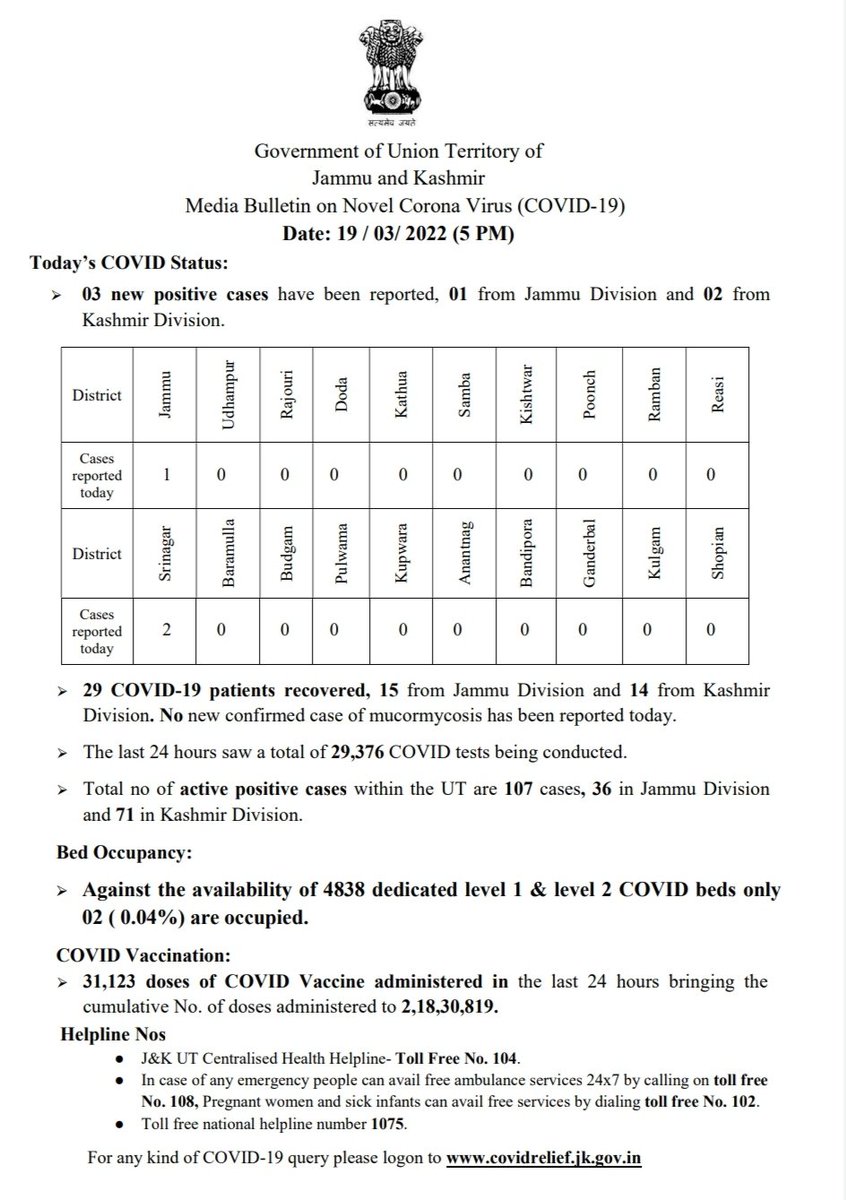 सत्यमेव जयते
Government of Union Territory of
Jammu and Kashmir
Media Bulletin on Novel Corona Virus (COVID-19)
Date: 19 / 03/ 2022 (5 PM)
Today’s COVID Status:
➢ 03 new positive cases have been reported, 01 from Jammu Division and 02 from
Kashmir Division.
District Jammu Udhampur Rajouri Doda Kathua Samba Kishtwar Poonch Ramban Reasi
Cases
reported
today
1 0 0 0 0 0 0 0 0 0
District Srinagar Baramulla Budgam Pulwama Kupwara Anantnag Bandipora Ganderbal Kulgam Shopian
Cases
reported
today
2 0 0 0 0 0 0 0 0 0
➢ 29 COVID-19 patients recovered, 15 from Jammu Division and 14 from Kashmir
Division. No new confirmed case of mucormycosis has been reported today.
➢ The last 24 hours saw a total of 29,376 COVID tests being conducted.
➢ Total no of active positive cases within the UT are 107 cases, 36 in Jammu Division
and 71 in Kashmir Division.
Bed Occupancy:
➢ Against the availability of 4838 dedicated level 1 & level 2 COVID beds only
02 ( 0.04%) are occupied.
COVID Vaccination:
➢ 31,123 doses of COVID Vaccine administered in the last 24 hours bringing the
cumulative No. of doses administered to 2,18,30,819.
Helpline Nos
● J&K UT Centralised Health Helpline- Toll Free No. 104.
● In case of any emergency people can avail free ambulance services 24x7 by calling on toll free
No. 108, Pregnant women and sick infants can avail free services by dialing toll free No. 102.
● Toll free national helpline number 1075.
For any kind of COVID-19 query please logon to www.covidrelief.jk.gov.in